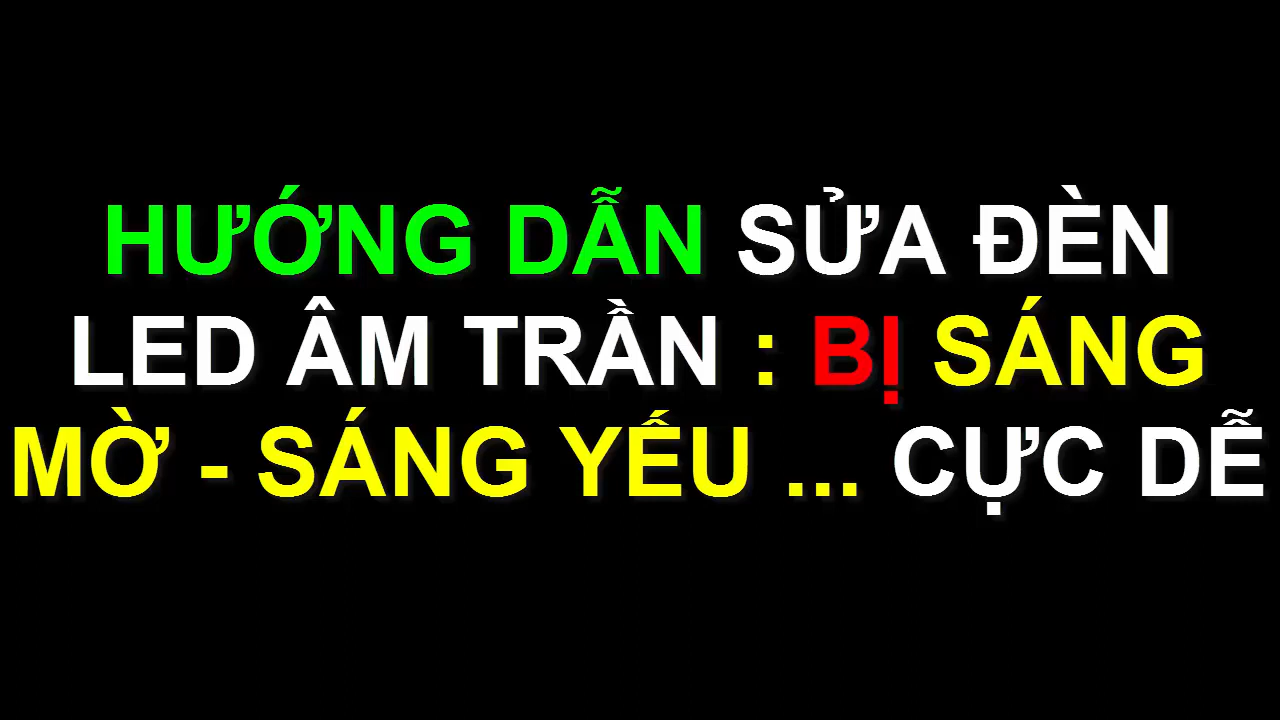 HƯỚNG DẪN SỬA ĐÈN
LED ÂM TRẦN : BỊ SÁNG
MỜ - SÁNG YẾU ... CỰC DỄ